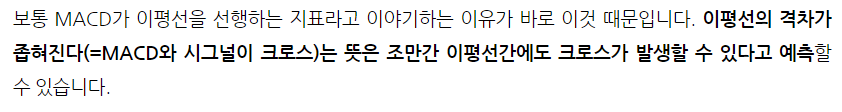 보통 MACD가 이평선을 선행하는 지표라고 이야기하는 이유가 바로 이것 때문입니다. 이평선의 격차가
좁혀진다(=MACD와 시그널이 크로스)는 뜻은 조만간 이평선간에도 크로스가 발생할 수 있다고 예측할
수 있습니다.